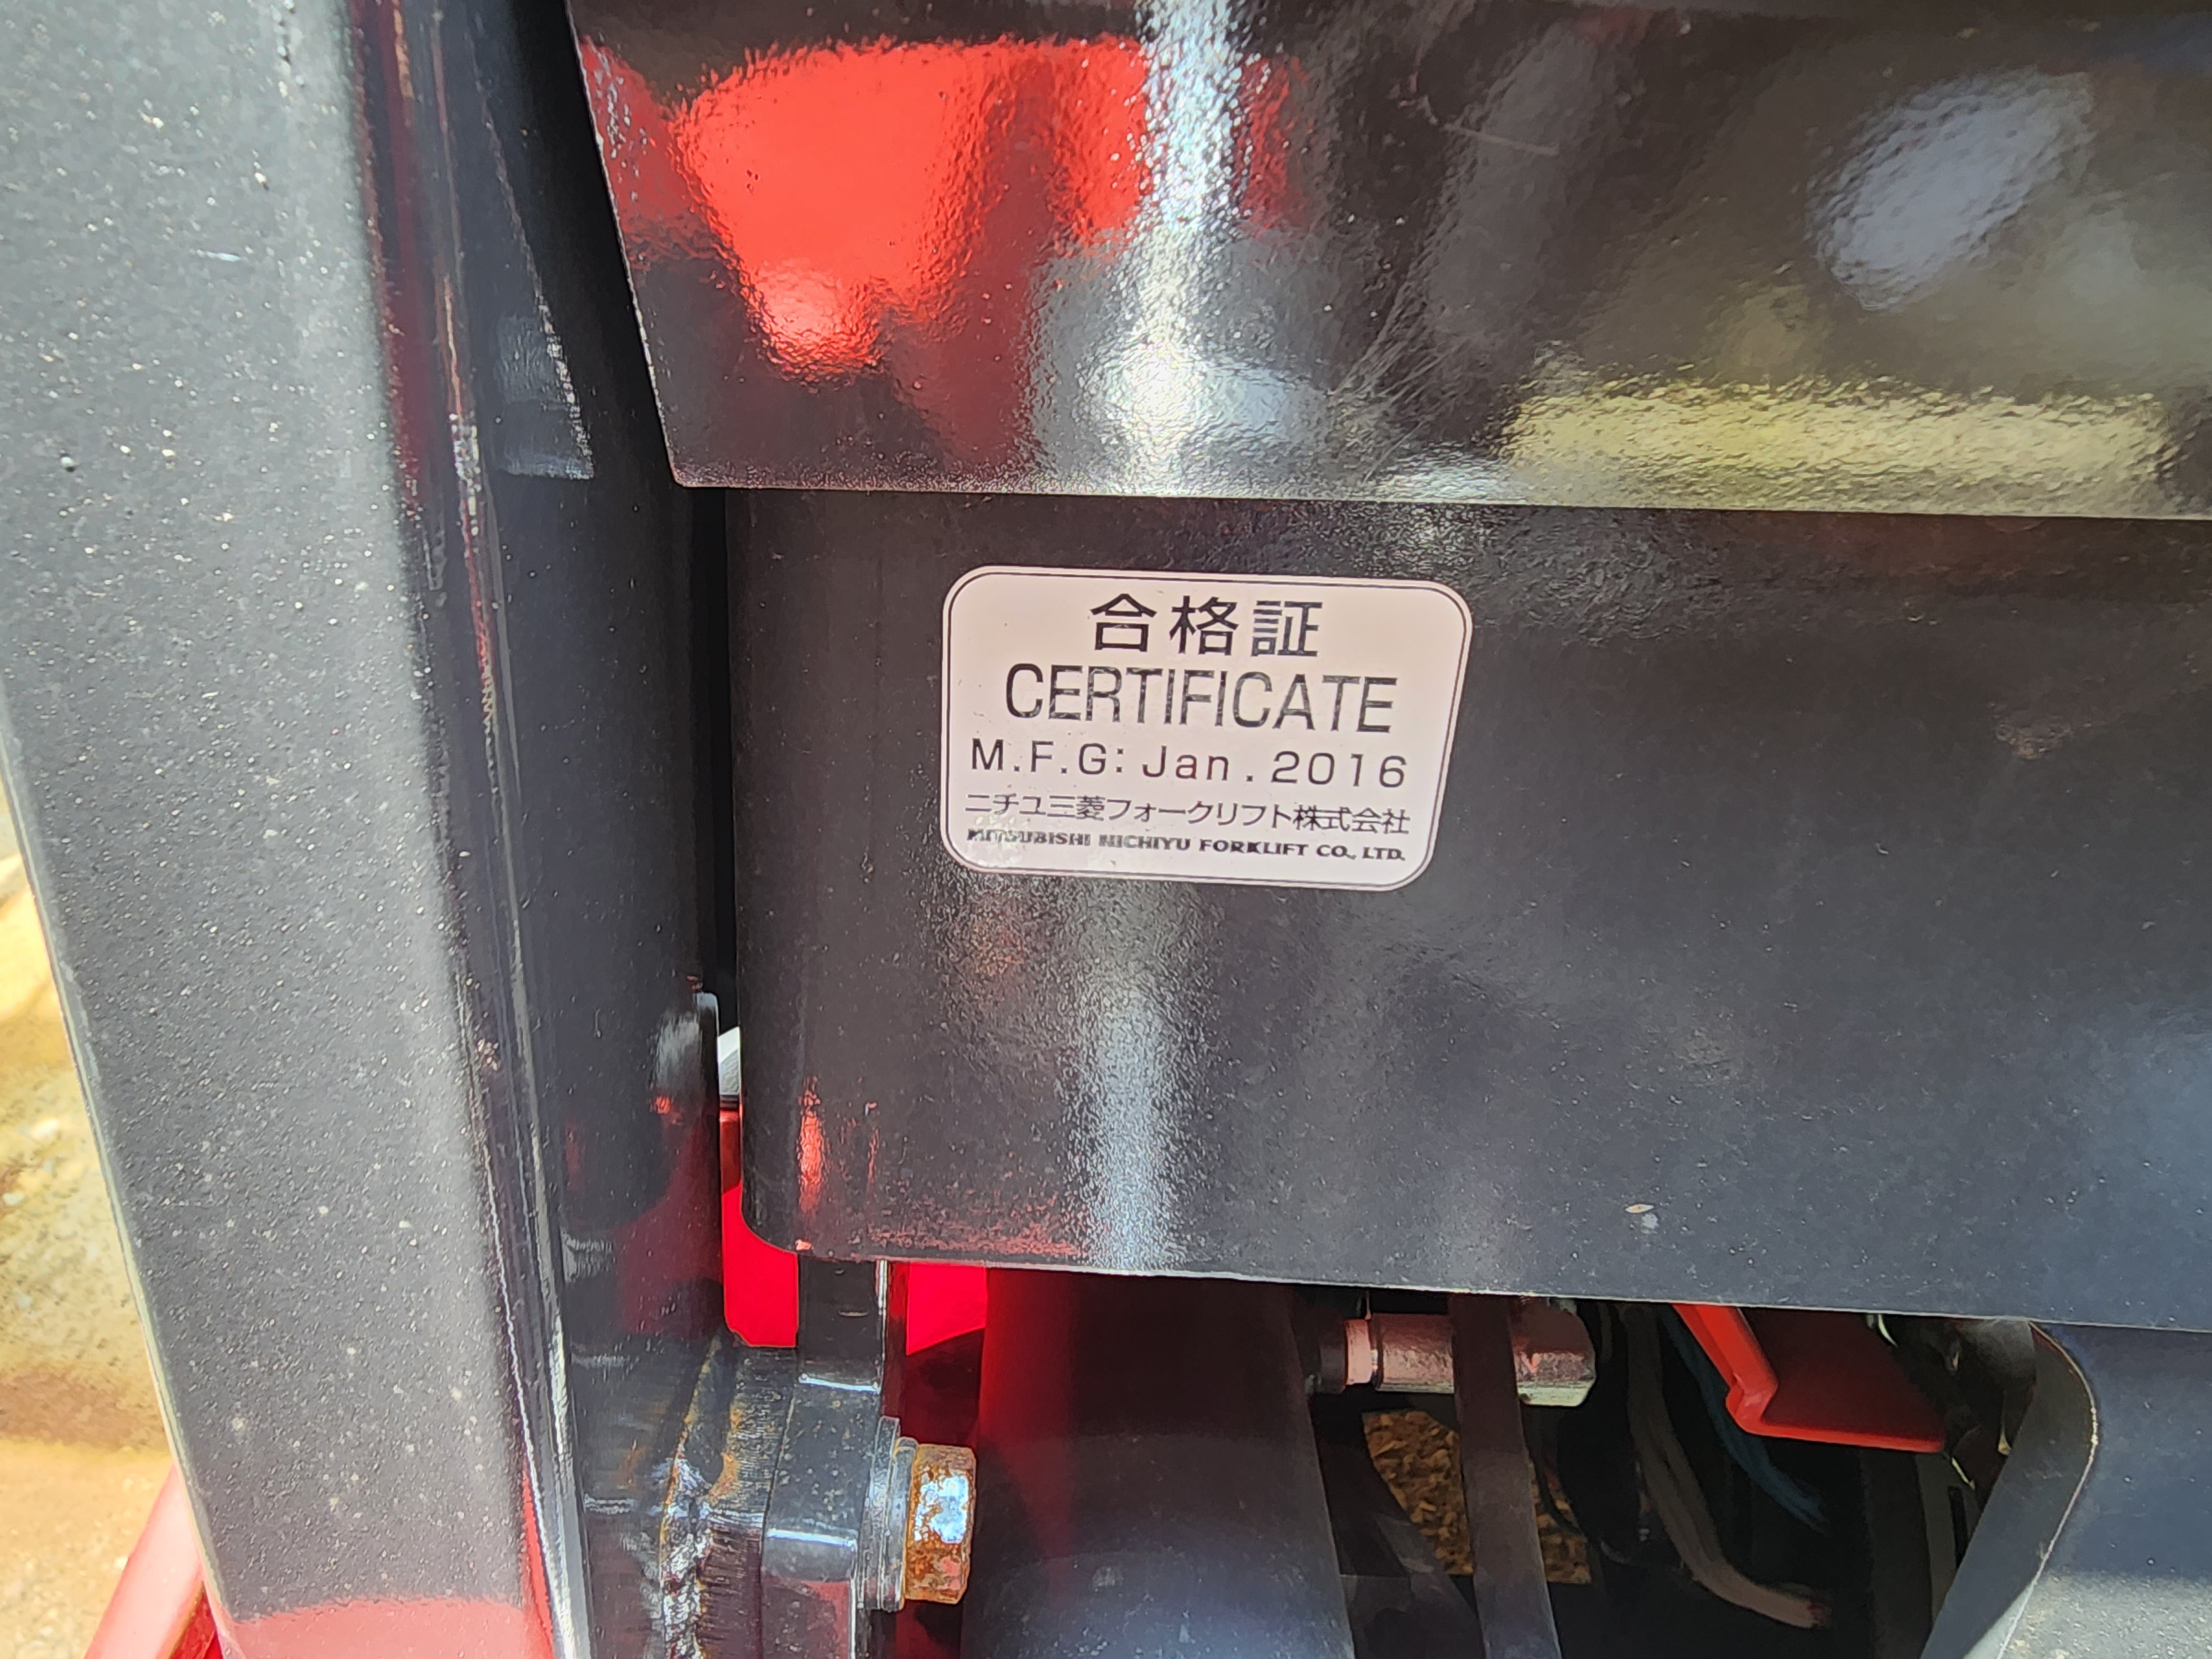 合格証
CERTIFICATE
M.F.G: Jan. 2016
ニチユ三菱フォークリフト株式会社
MITSUBISHI NICHIYU FORKLIFT CO., LTD.